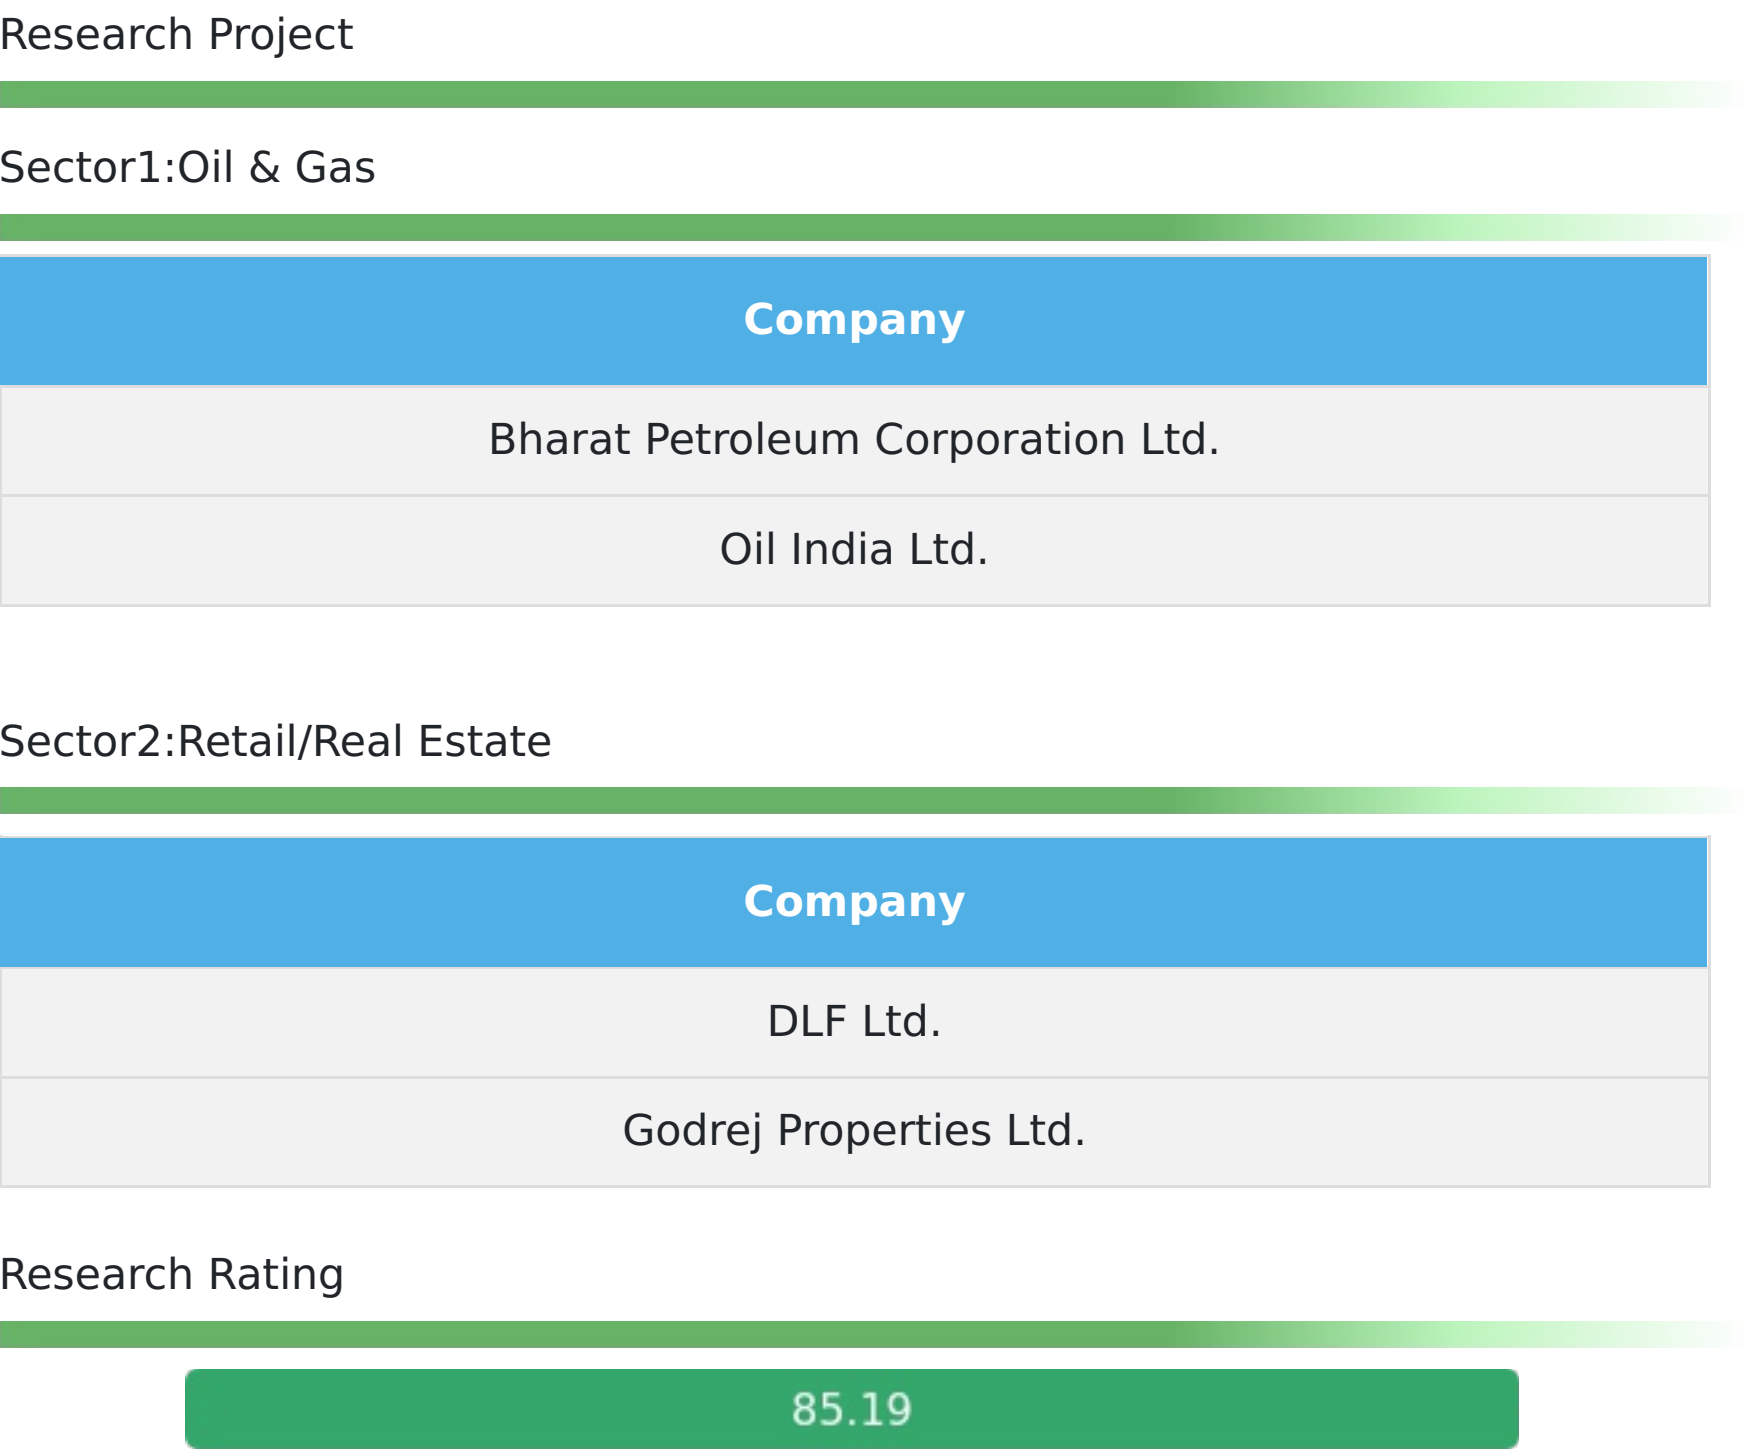 Research Project
Sector1:Oil & Gas
Company
Bharat Petroleum Corporation Ltd.
Oil India Ltd.
Sector2:Retail/Real Estate
Company
DLF Ltd.
Godrej Properties Ltd.
Research Rating
85.19